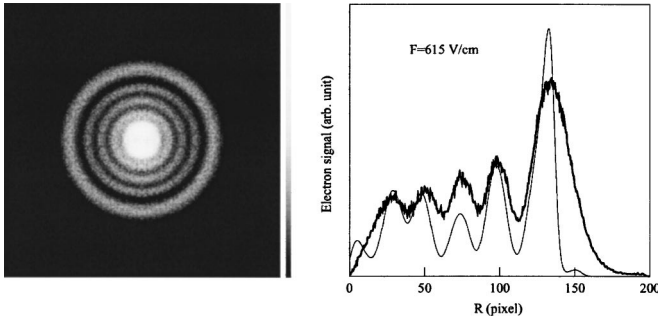 F=615 V/cm
Electron signal (arb. unit)
0
50
100
150
200
R (pixel)